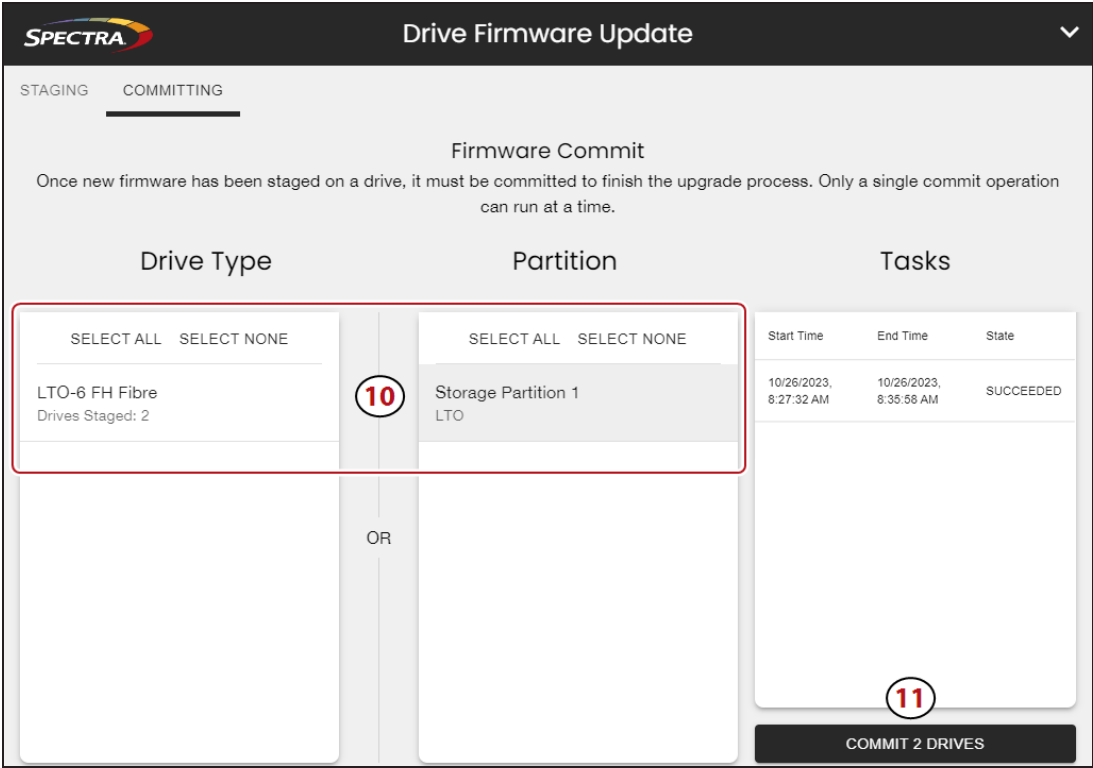 SPECTRA
Drive Firmware Update
STAGING COMMITTING
Firmware Commit
Once new firmware has been staged on a drive, it must be committed to finish the upgrade process. Only a single commit operation
can run at a time.
Drive Type
Partition
Tasks
SELECT ALL SELECT NONE
LTO-6 FH Fibre
Drives Staged: 2
10
OR
SELECT ALL SELECT NONE
Storage Partition 1
LTO
Start Time End Time State
10/26/2023, 10/26/2023,
8:27:32 AM 8:35:58 AM SUCCEEDED
11
COMMIT 2 DRIVES